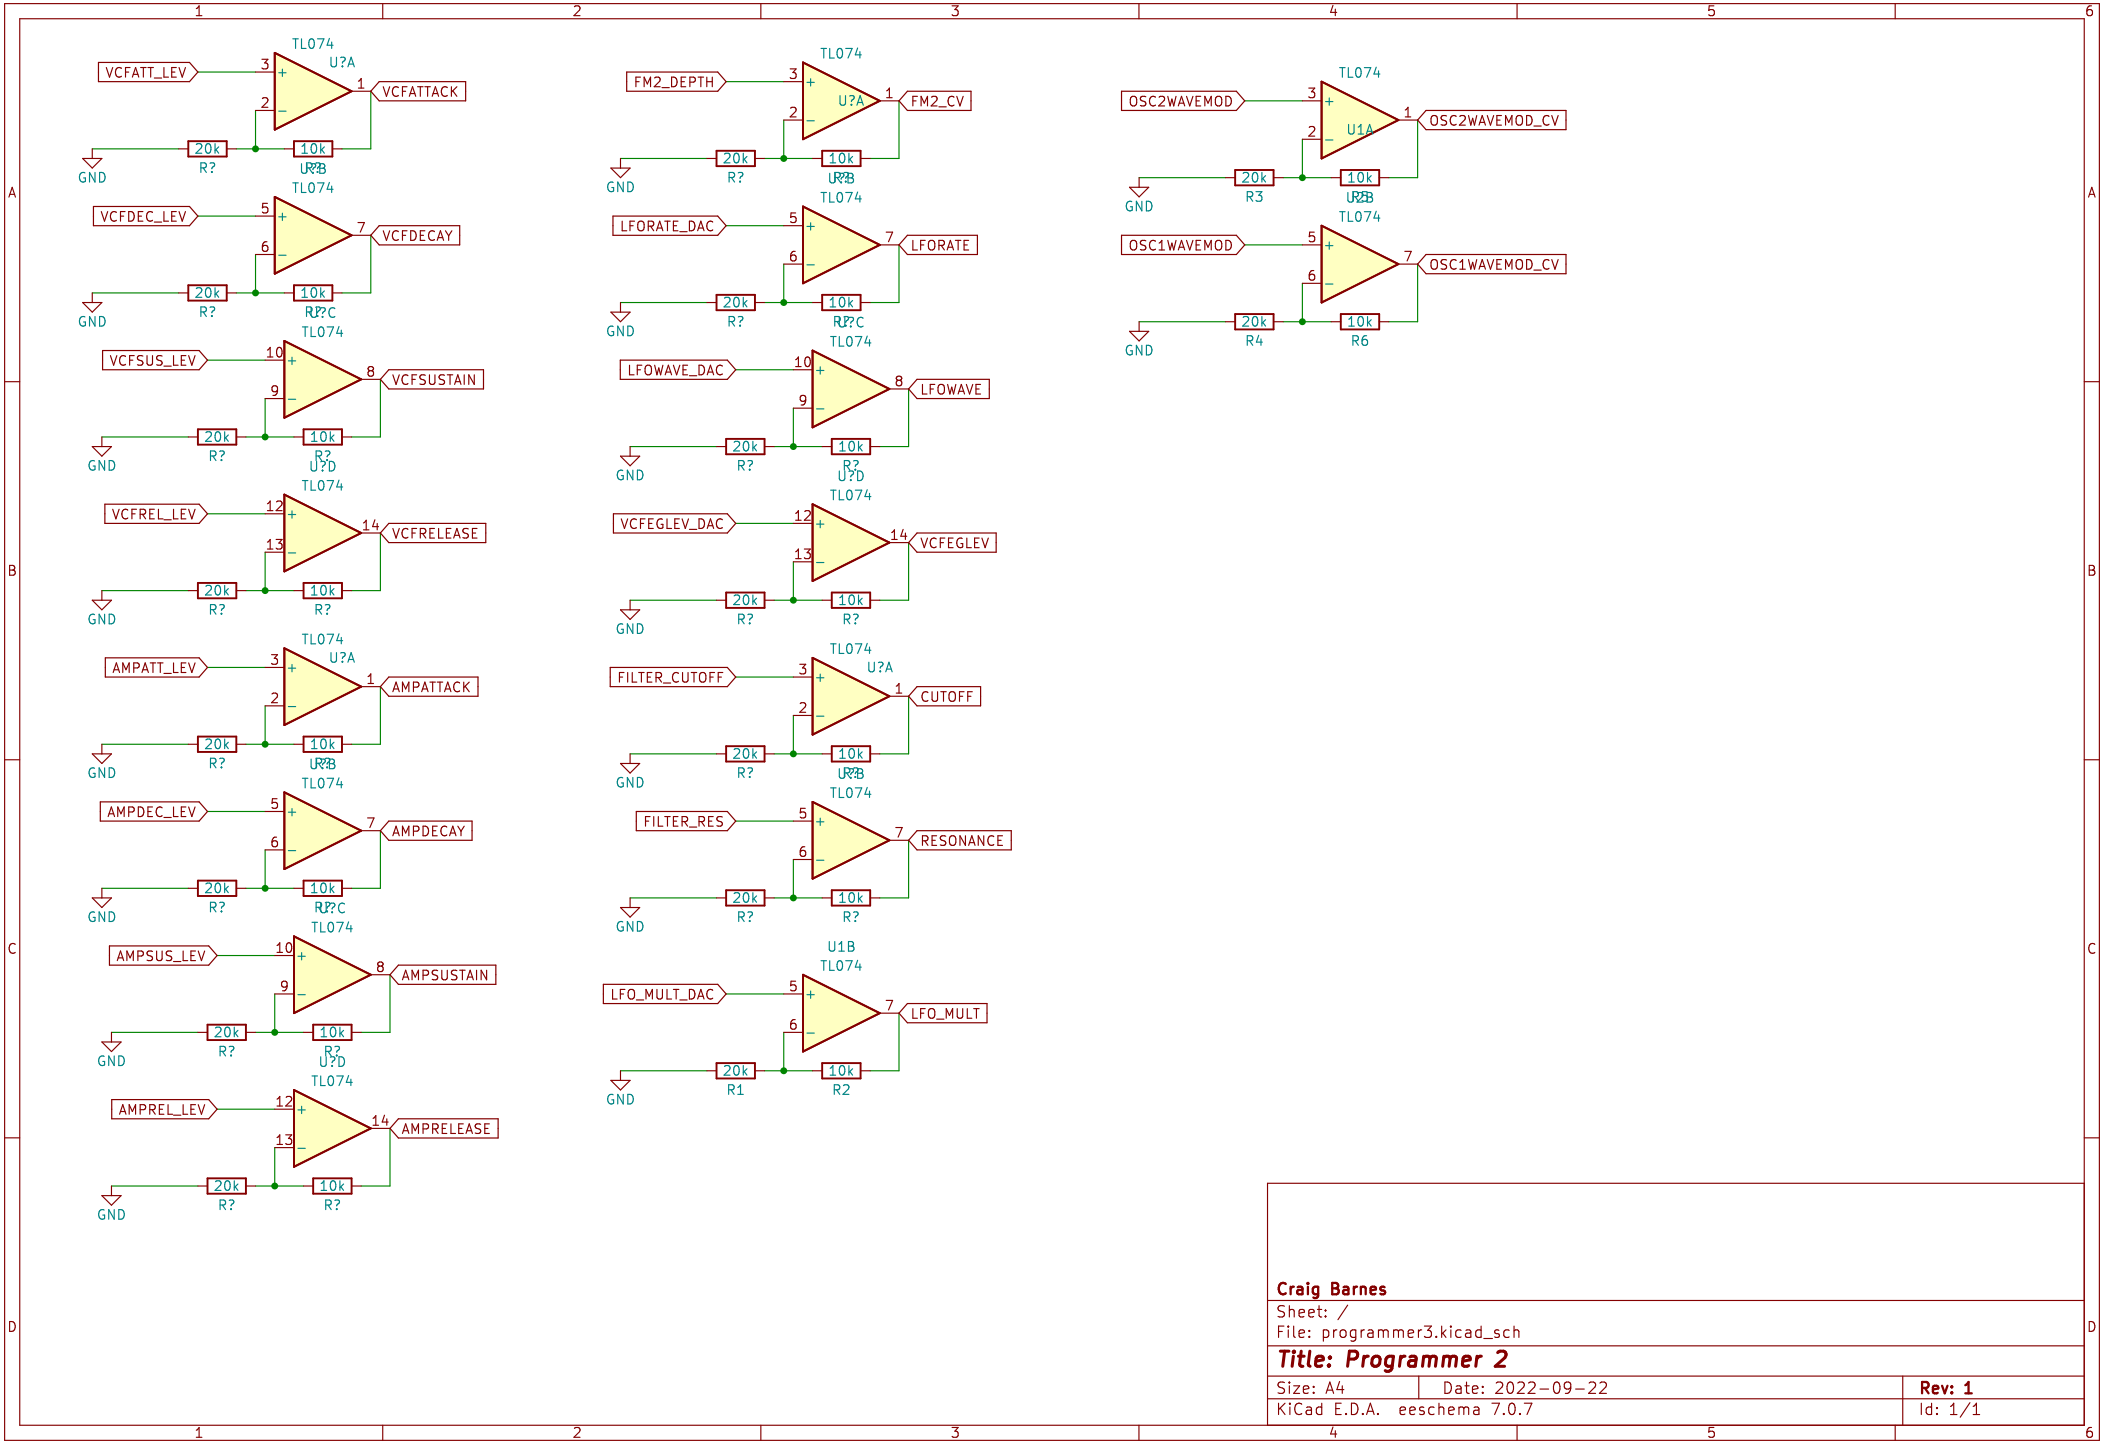 1 2 3 4 5 6
A
B
C
D
TL074
U?A
VCFATT_LEV
3
+
2
−
1
VCFATTACK
20k
R?
10k
R?
GND
U?B
TL074
VCFDEC_LEV
5
+
6
−
7
VCFDECAY
20k
R?
10k
R?
GND
U?C
TL074
VCFSUS_LEV
10
+
9
−
8
VCFSUSTAIN
20k
R?
10k
R?
GND
U?D
TL074
VCFREL_LEV
12
+
13
−
14
VCFRELEASE
20k
R?
10k
R?
GND
TL074
U?A
AMPATT_LEV
3
+
2
−
1
AMPATTACK
20k
R?
10k
R?
GND
U?B
TL074
AMPDEC_LEV
5
+
6
−
7
AMPDECAY
20k
R?
10k
R?
GND
U?C
TL074
AMPSUS_LEV
10
+
9
−
8
AMPSUSTAIN
20k
R?
10k
R?
GND
U?D
TL074
AMPREL_LEV
12
+
13
−
14
AMPRELEASE
20k
R?
10k
R?
GND
TL074
U?A
FM2_DEPTH
3
+
2
−
1
FM2_CV
20k
R?
10k
R?
GND
U?B
TL074
LFORATE_DAC
5
+
6
−
7
LFORATE
20k
R?
10k
R?
GND
U?C
TL074
LFOWAVE_DAC
10
+
9
−
8
LFOWAVE
20k
R?
10k
R?
GND
U?D
TL074
VCFEGLEV_DAC
12
+
13
−
14
VCFEGLEV
20k
R?
10k
R?
GND
TL074
U?A
FILTER_CUTOFF
3
+
2
−
1
CUTOFF
20k
R?
10k
R?
GND
U?B
TL074
FILTER_RES
5
+
6
−
7
RESONANCE
20k
R?
10k
R?
GND
U1B
TL074
LFO_MULT_DAC
5
+
6
−
7
LFO_MULT
20k
R1
10k
R2
GND
TL074
U1A
OSC2WAVEMOD
3
+
2
−
1
OSC2WAVEMOD_CV
20k
R3
10k
R5
GND
U2B
TL074
OSC1WAVEMOD
5
+
6
−
7
OSC1WAVEMOD_CV
20k
R4
10k
R6
GND
A
B
C
D
Craig Barnes
Sheet: /
File: programmer3.kicad_sch
Title: Programmer 2
Size: A4 Date: 2022-09-22 Rev: 1
KiCad E.D.A. eeschema 7.0.7 Id: 1/1
1 2 3 4 5 6